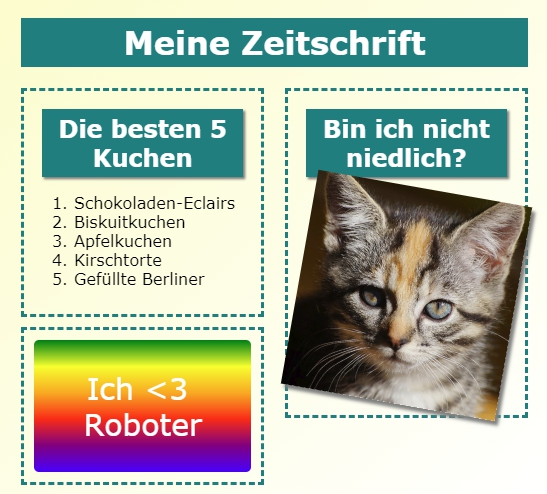 Meine Zeitschrift
Die besten 5
Kuchen
1. Schokoladen-Eclairs
2. Biskuitkuchen
3. Apfelkuchen
4. Kirschtorte
5. Gefüllte Berliner
Ich <3
Roboter
Bin ich nicht
niedlich?